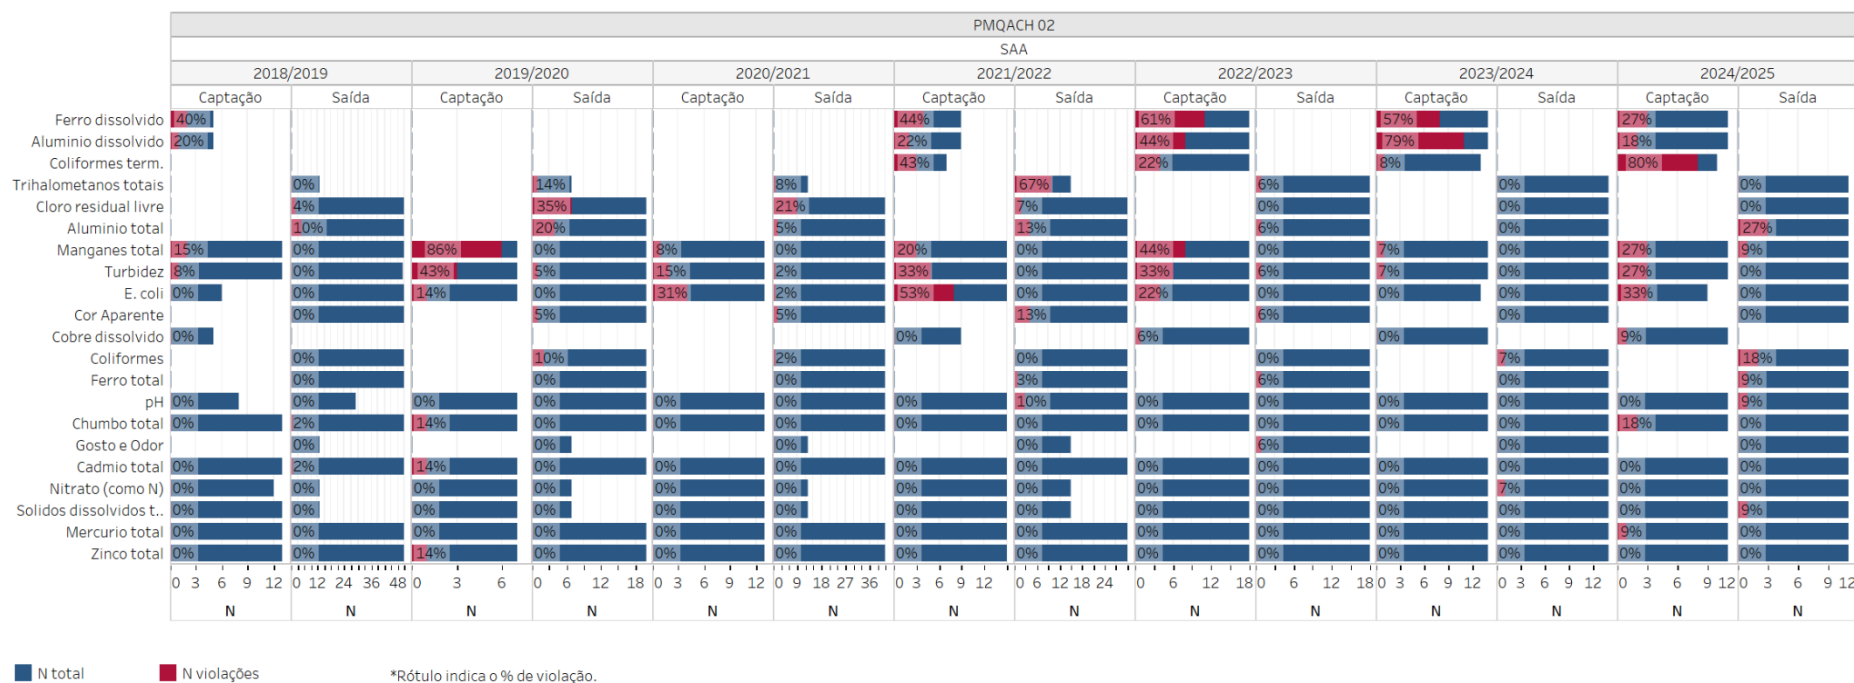 PMQACH 02
SAA
2018/2019 2019/2020 2020/2021 2021/2022 2022/2023 2023/2024 2024/2025
Captação Saída Captação Saída Captação Saída Captação Saída Captação Saída Captação Saída Captação Saída
Ferro dissolvido 40% 44% 61% 57% 27%
Aluminio dissolvido 20% 22% 44% 79% 18%
Coliformes term. 43% 22% 8% 80%
Trihalometanos totais 0% 14% 8% 67% 6% 0% 0%
Cloro residual livre 4% 35% 21% 7% 0% 0% 0%
Aluminio total 10% 20% 5% 13% 6% 0% 27%
Manganes total 15% 0% 86% 0% 8% 0% 20% 0% 44% 0% 7% 0% 27% 9%
Turbidez 8% 0% 43% 5% 15% 2% 33% 0% 33% 6% 7% 0% 27% 0%
E. coli 0% 0% 14% 0% 31% 2% 53% 0% 22% 0% 0% 0% 33% 0%
Cor Aparente 0% 5% 5% 13% 6% 0% 0%
Cobre dissolvido 0% 0% 6% 0% 9%
Coliformes 0% 10% 2% 0% 0% 7% 18%
Ferro total 0% 0% 0% 3% 6% 0% 9%
pH 0% 0% 0% 0% 0% 0% 0% 10% 0% 0% 0% 0% 0% 9%
Chumbo total 0% 2% 14% 0% 0% 0% 0% 0% 0% 0% 0% 0% 18% 0%
Gosto e Odor 0% 0% 0% 0% 6% 0% 0%
Cadmio total 0% 2% 14% 0% 0% 0% 0% 0% 0% 0% 0% 0% 0% 0%
Nitrato (como N) 0% 0% 0% 0% 0% 0% 0% 0% 0% 0% 0% 7% 0% 0%
Solidos dissolvidos t.. 0% 0% 0% 0% 0% 0% 0% 0% 0% 0% 0% 0% 0% 9%
Mercurio total 0% 0% 0% 0% 0% 0% 0% 0% 0% 0% 0% 0% 9% 0%
Zinco total 0% 0% 14% 0% 0% 0% 0% 0% 0% 0% 0% 0% 0% 0%
0 3 6 9 12 0 12 24 36 48 0 3 6 0 6 12 18 0 3 6 9 12 0 9 18 27 36 0 3 6 9 12 0 6 12 18 24 0 6 12 18 0 6 12 18 0 3 6 9 12 0 3 6 9 12 0 3 6 9 12 0 3 6 9 12
N N N N N N N N N N N N N N
N total N violações *Rótulo indica o % de violação.